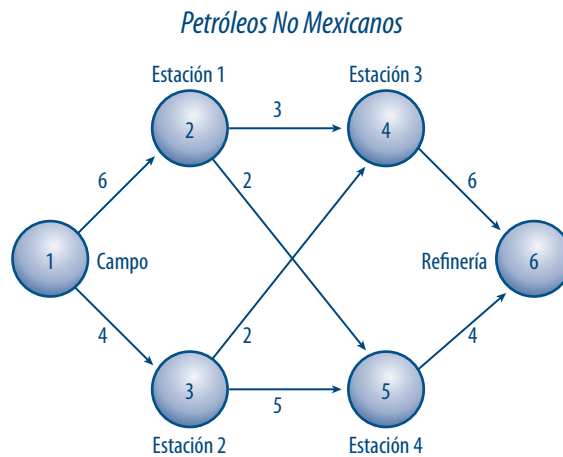 Petróleos No Mexicanos
Estación 1
Estación 3
3
2
4
6
2
6
1
Campo
Refinería
6
4
2
4
3
5
5
Estación 2
Estación 4